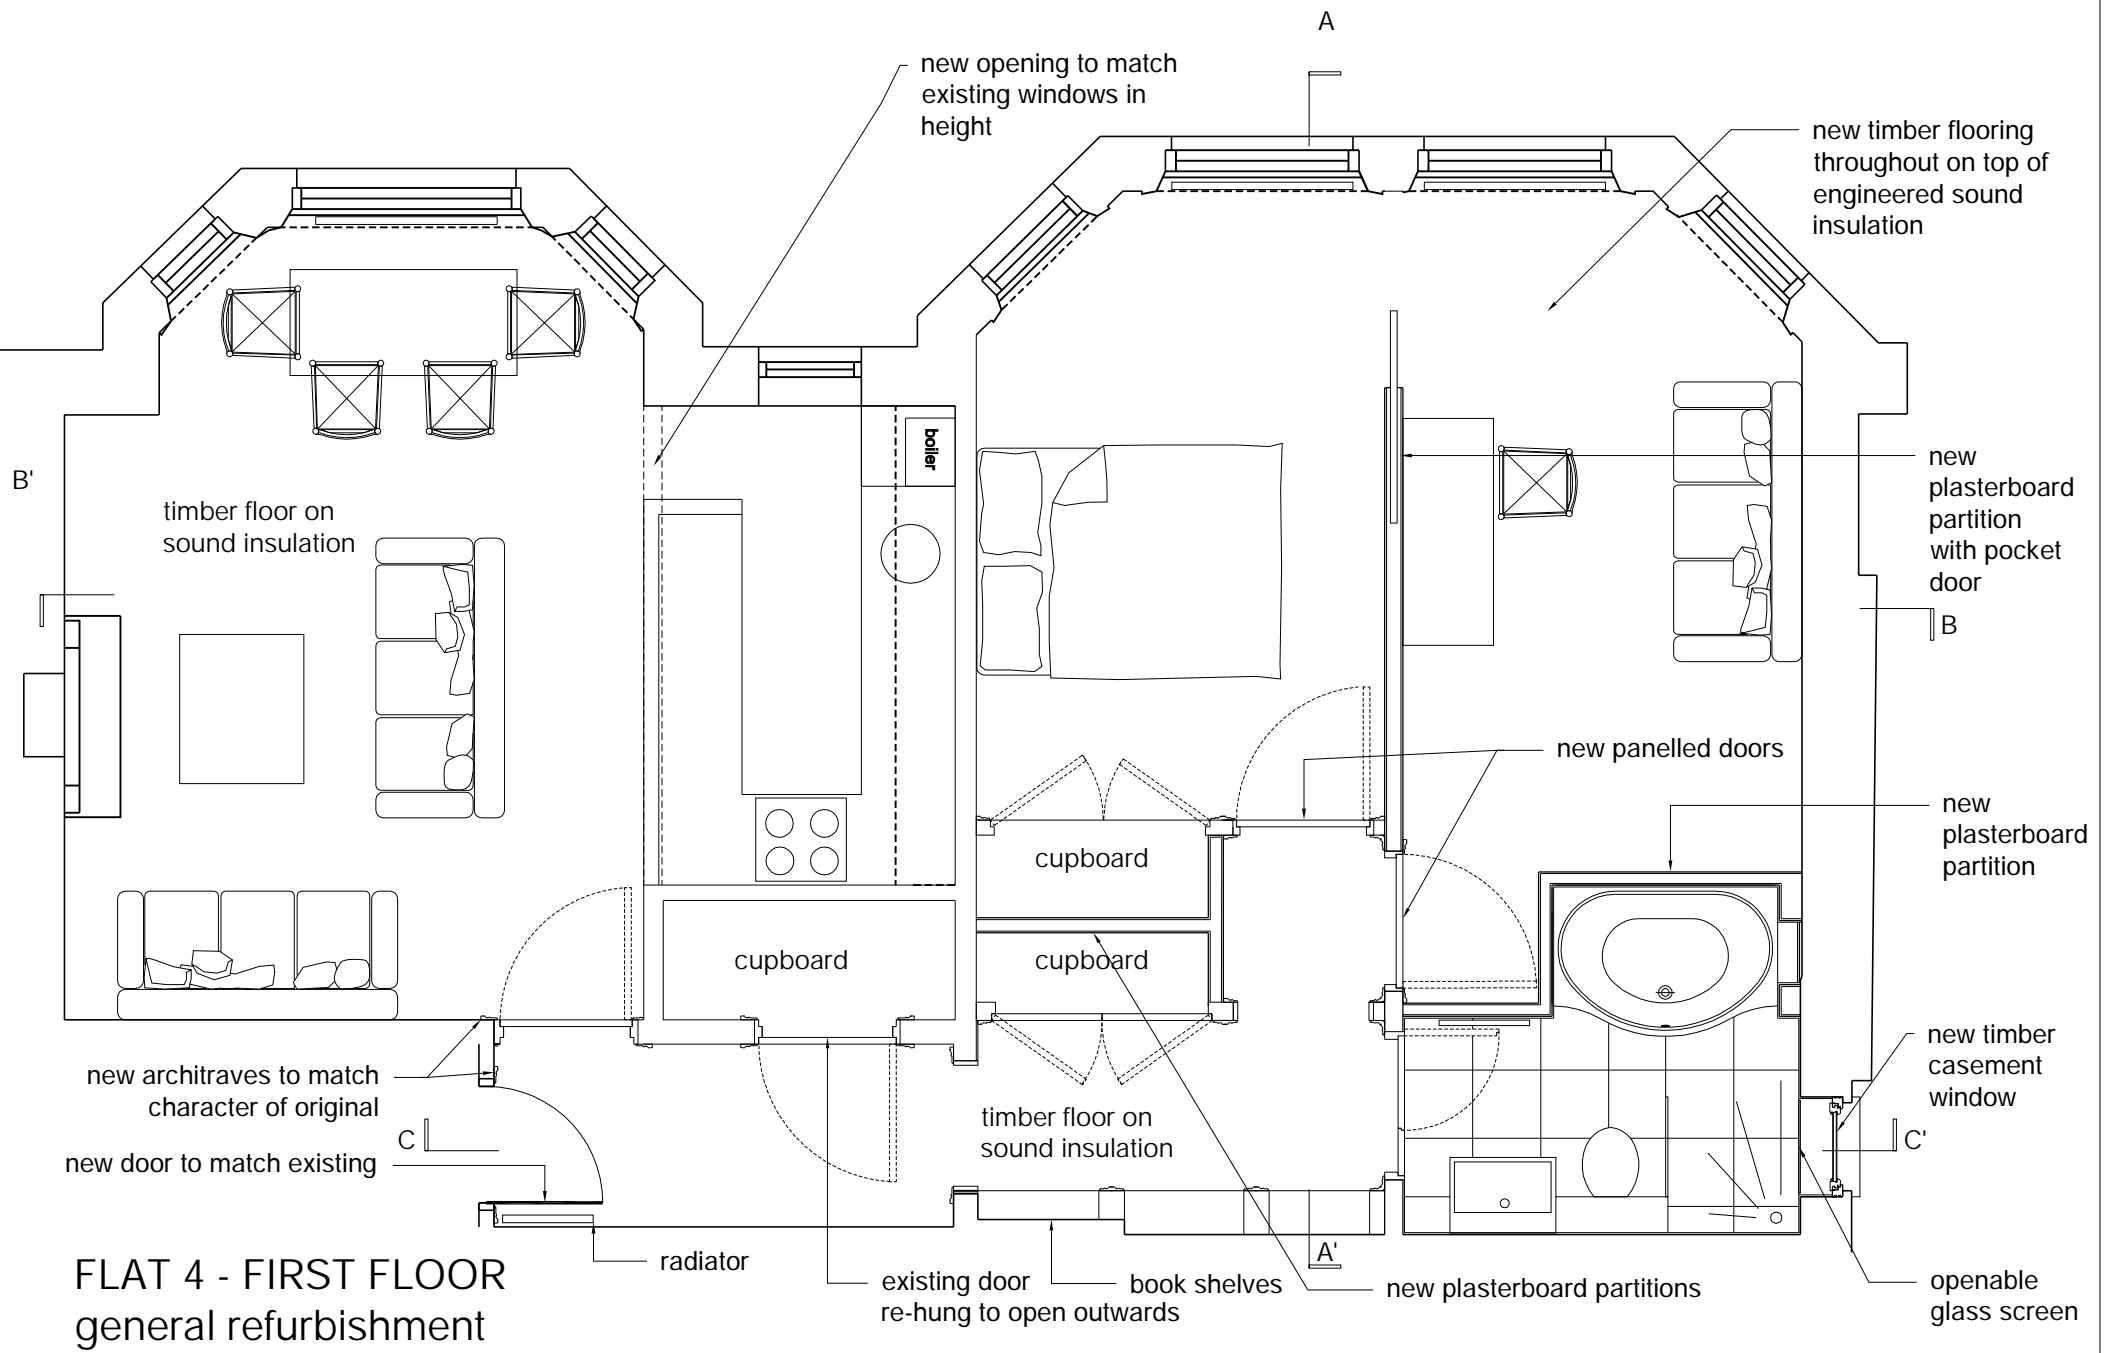 A
new opening to match
existing windows in
height
new timber flooring
throughout on top of
engineered sound
insulation
boiler
B'
timber floor on
sound insulation
new
plasterboard
partition
with pocket
door
B
new panelled doors
new
plasterboard
partition
cupboard
cupboard
cupboard
new architraves to match
character of original
new timber
casement
window
timber floor on
sound insulation
C
C'
new door to match existing
radiator
A'
existing door
re-hung to open outwards
book shelves
new plasterboard partitions
openable
glass screen
FLAT 4 - FIRST FLOOR
general refurbishment